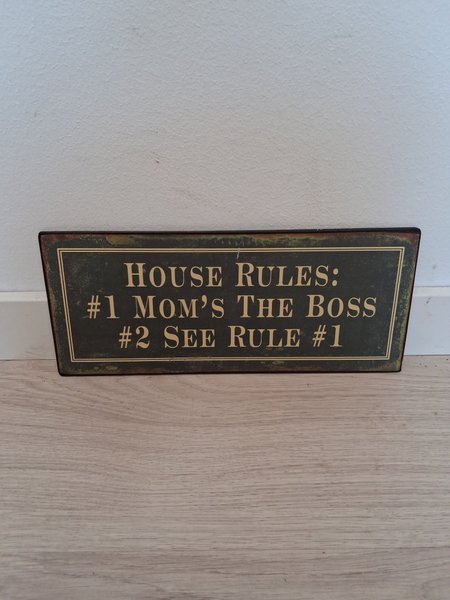 HOUSE RULES:
#1 MOM'S THE BOSS
#2 SEE RULE #1